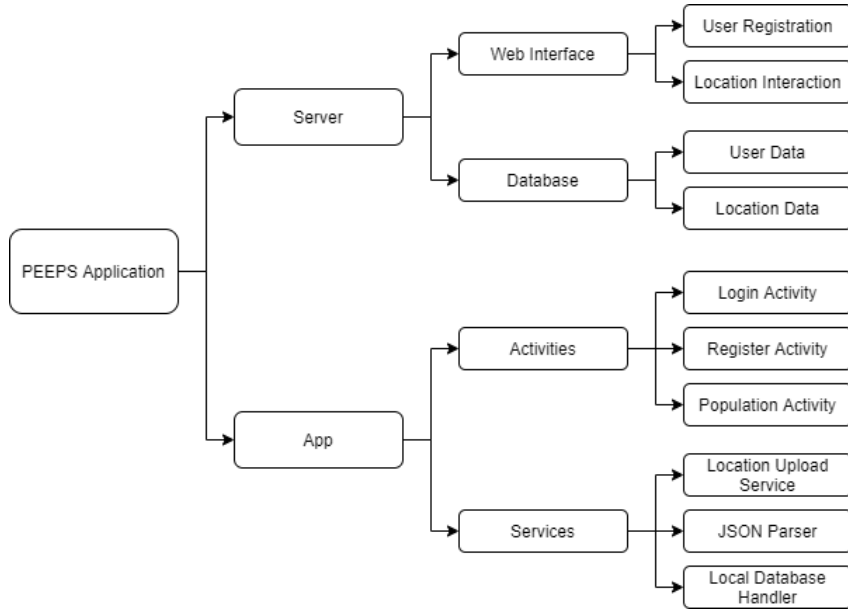 User Registration
Web Interface
Location Interaction
Server
User Data
Database
Location Data
PEEPS Application
Login Activity
Activities
Register Activity
Population Activity
App
Location Upload
Service
Services
JSON Parser
Local Database
Handler